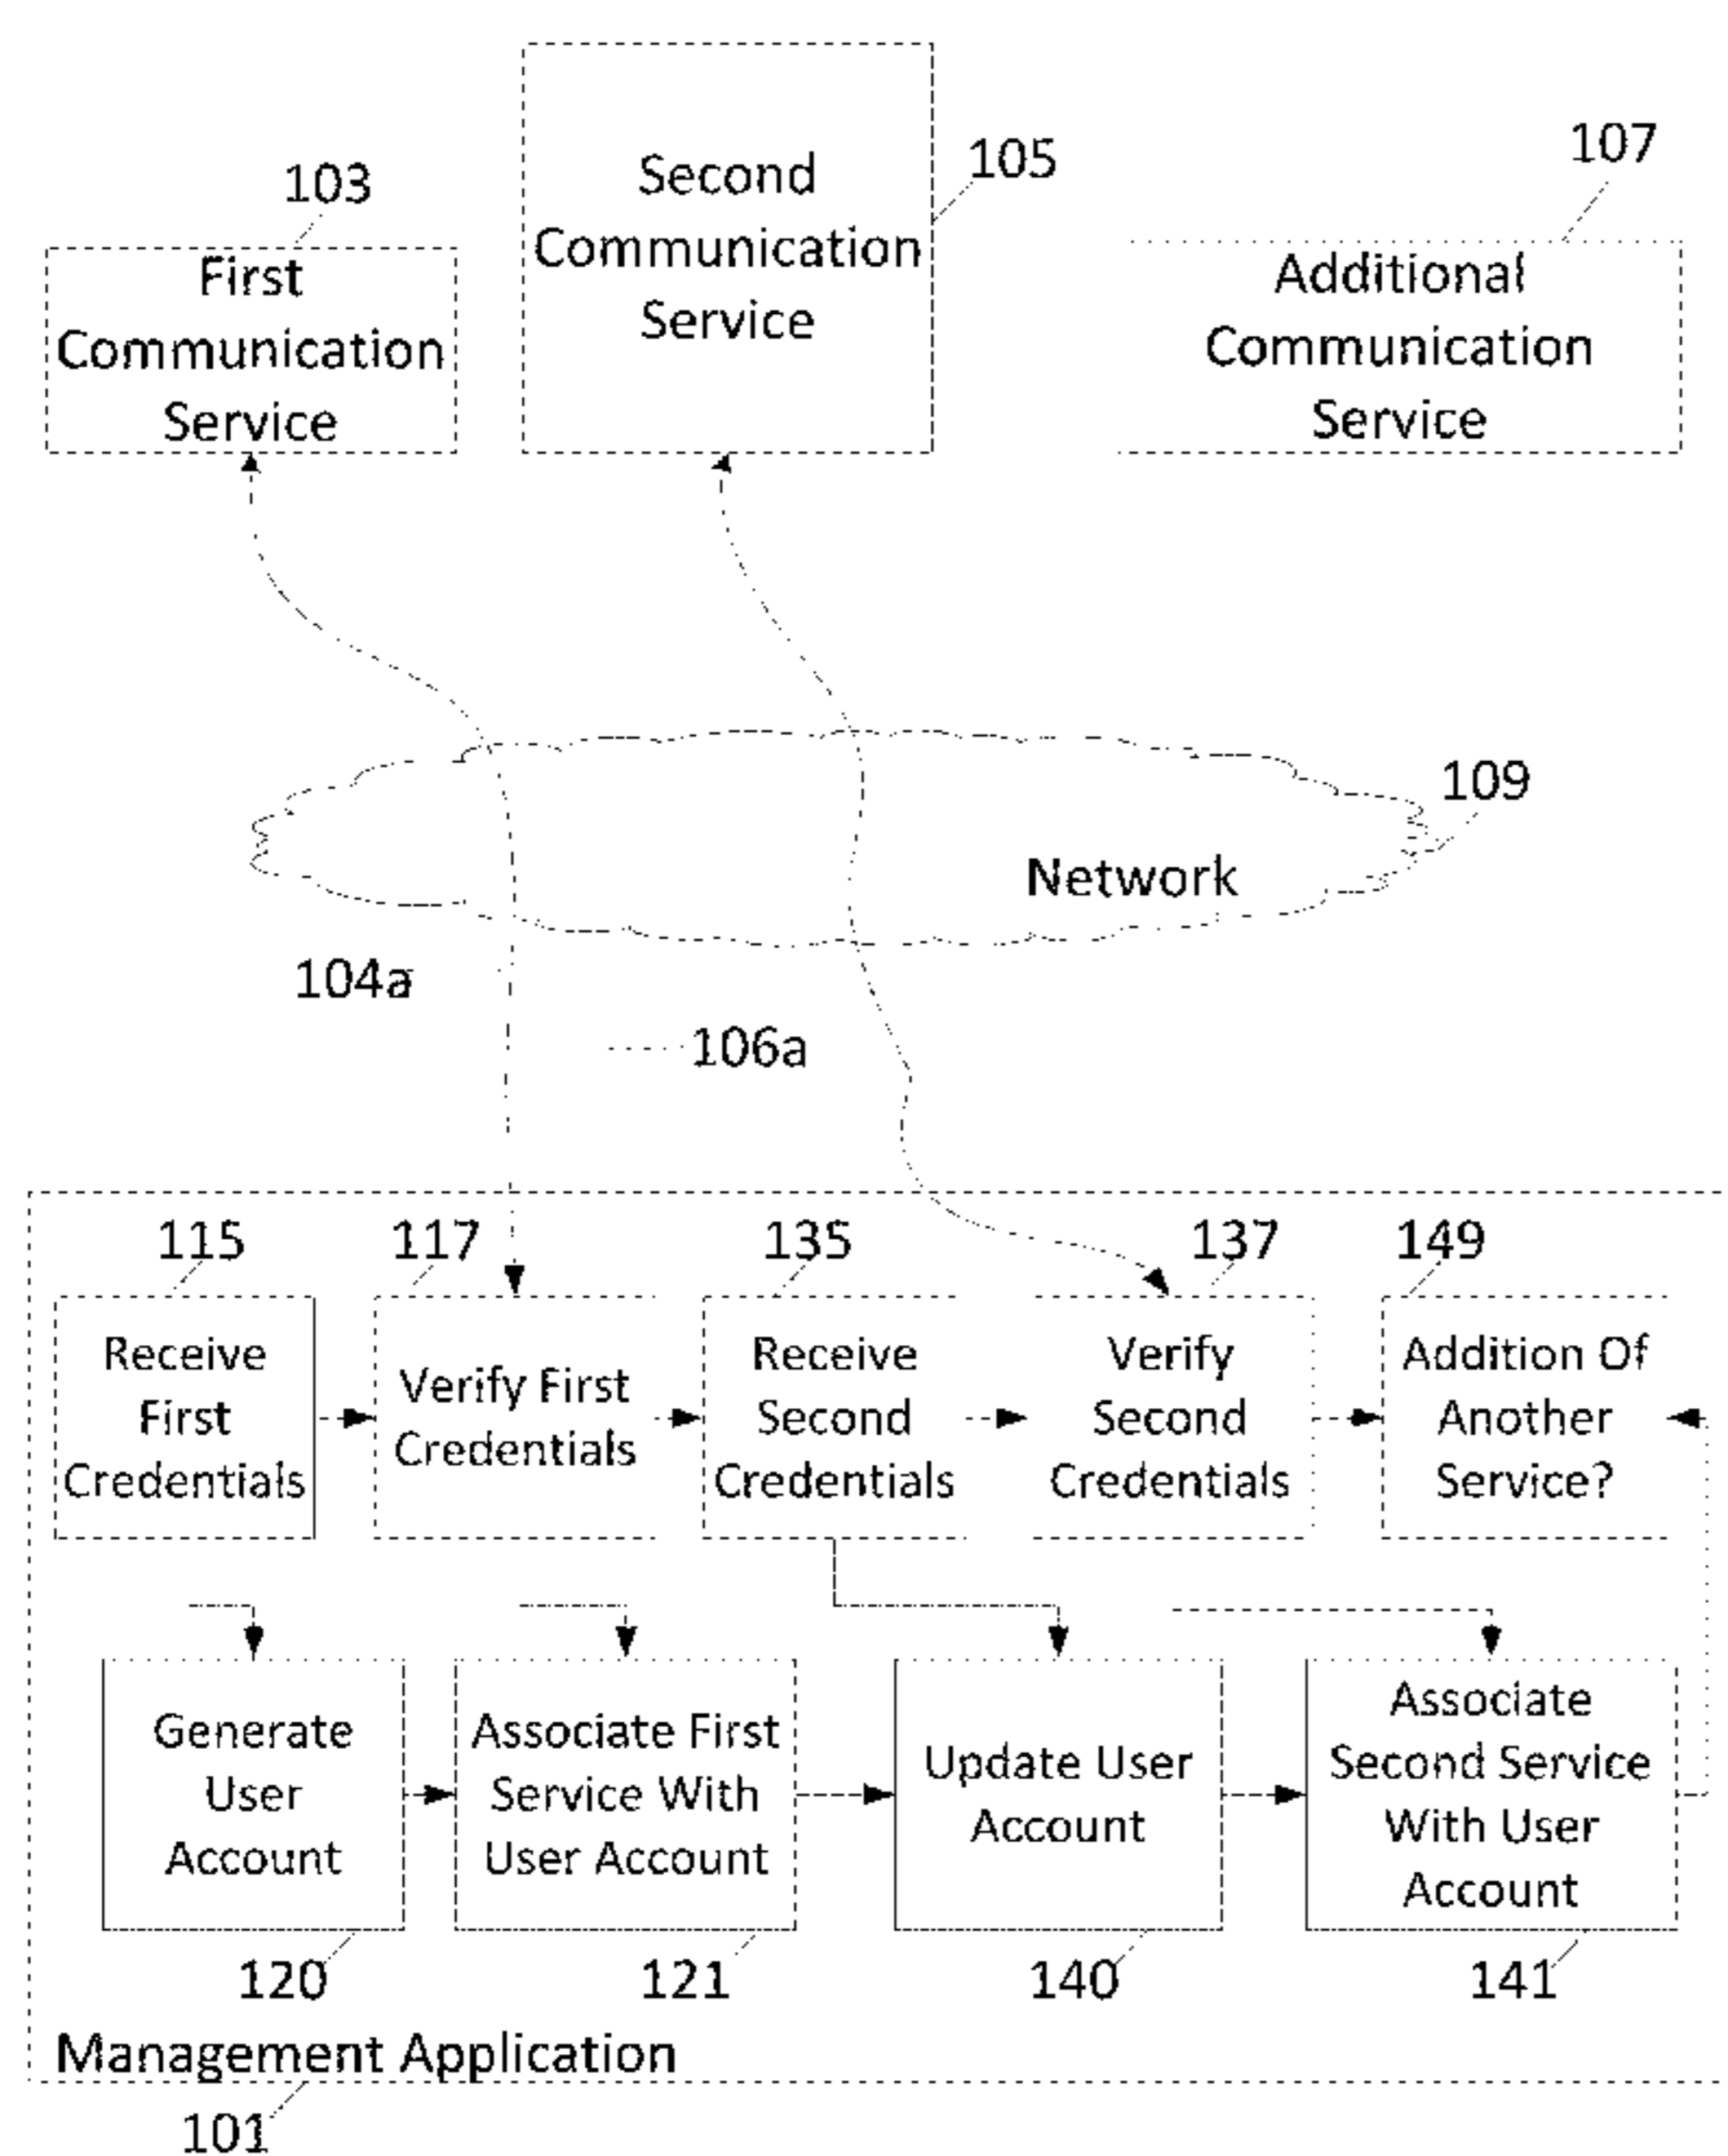 103
First
Communication
Service
Second
Communication
Service
105
107
Additional
Communication
Service
109
Network
104a
106a
115
117
135
137
149
Receive
First
Credentials
Verify First
Credentials
Receive
Second
Credentials
Verify
Second
Credentials
Addition Of
Another
Service?
Generate
User
Account
Associate First
Service With
User Account
Update User
Account
Associate
Second Service
With User
Account
120
121
140
141
Management Application
101